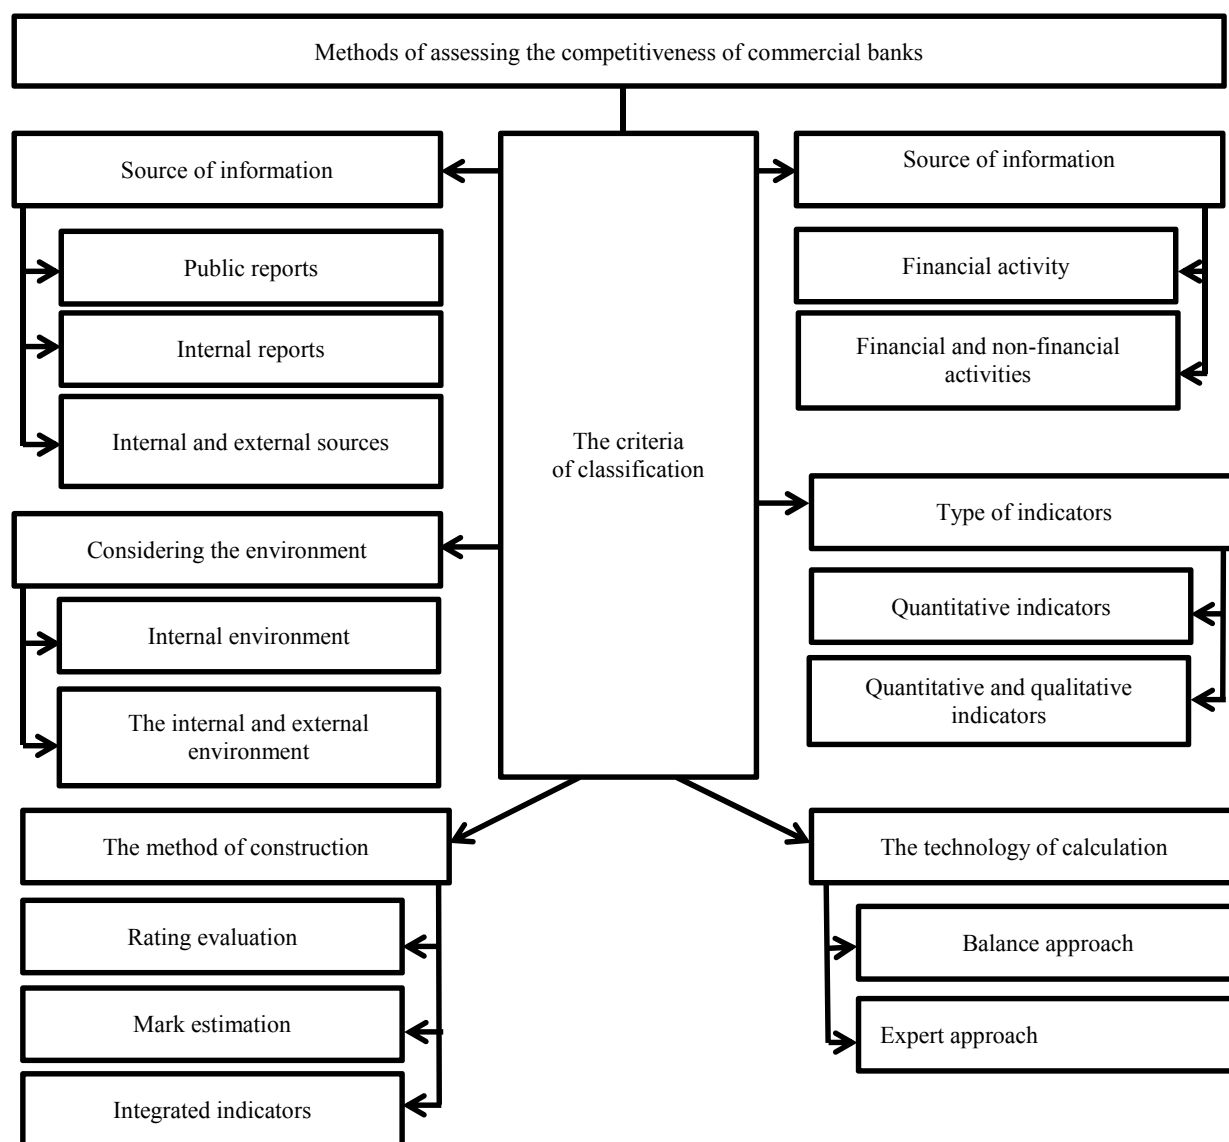 Methods of assessing the competitiveness of commercial banks
Source of information
Public reports
Internal reports
Internal and external sources
Considering the environment
Internal environment
The internal and external
environment
The method of construction
Rating evaluation
Mark estimation
Integrated indicators
The criteria
of classification
Source of information
Financial activity
Financial and non-financial
activities
Type of indicators
Quantitative indicators
Quantitative and qualitative
indicators
The technology of calculation
Balance approach
Expert approach